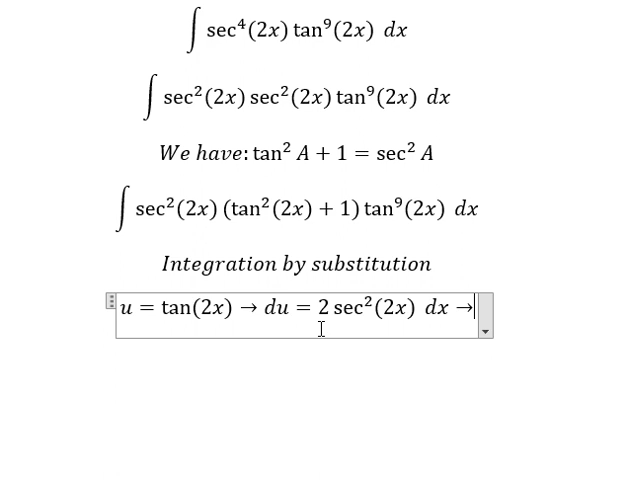 ∫ sec⁴(2x) tan⁹(2x) dx
∫ sec²(2x) sec²(2x) tan⁹(2x) dx
We have: tan² A + 1 = sec² A
∫ sec²(2x) (tan²(2x) + 1) tan⁹(2x) dx
Integration by substitution
u = tan(2x) → du = 2 sec²(2x) dx →